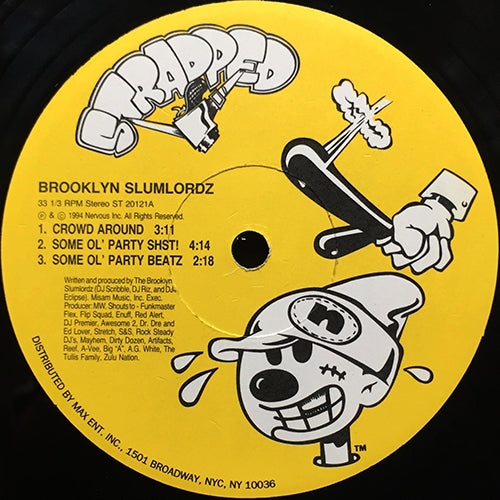 STRAPPED
BROOKLYN SLUMLORDZ
33 1/3 RPM Stereo ST 20121A
℗ & © 1994 Nervous Inc. All Rights Reserved.
1. CROWD AROUND 3:11
2. SOME OL' PARTY SHST! 4:14
3. SOME OL' PARTY BEATZ 2:18
Written and produced by The Brooklyn
Slumlordz (DJ Scribble, DJ Riz, and DJ
Eclipse). Misam Music, Inc. Exec.
Producer: MW. Shouts to - Funkmaster
Flex, Flip Squad, Enuff, Red Alert,
DJ Premier, Awesome 2, Dr. Dre and
Ed Lover, Stretch, S&S, Rock Steady
DJ's, Mayhem, Dirty Dozen, Artifacts,
Reef, A-Vee, Big "A", A.G. White, The
Tullis Family, Zulu Nation.
n
TM
DISTRIBUTED BY MAX ENT. INC., 1501 BROADWAY, NYC, NY 10036